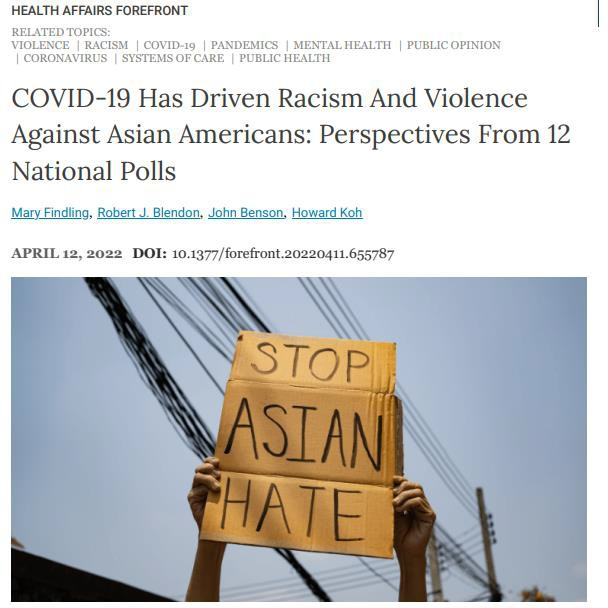 HEALTH AFFAIRS FOREFRONT
RELATED TOPICS:
VIOLENCE | RACISM | COVID-19 | PANDEMICS | MENTAL HEALTH | PUBLIC OPINION
| CORONAVIRUS | SYSTEMS OF CARE | PUBLIC HEALTH
COVID-19 Has Driven Racism And Violence
Against Asian Americans: Perspectives From 12
National Polls
Mary Findling, Robert J. Blendon, John Benson, Howard Koh
APRIL 12, 2022 DOI: 10.1377/forefront.20220411.655787
STOP
ASIAN
HATE